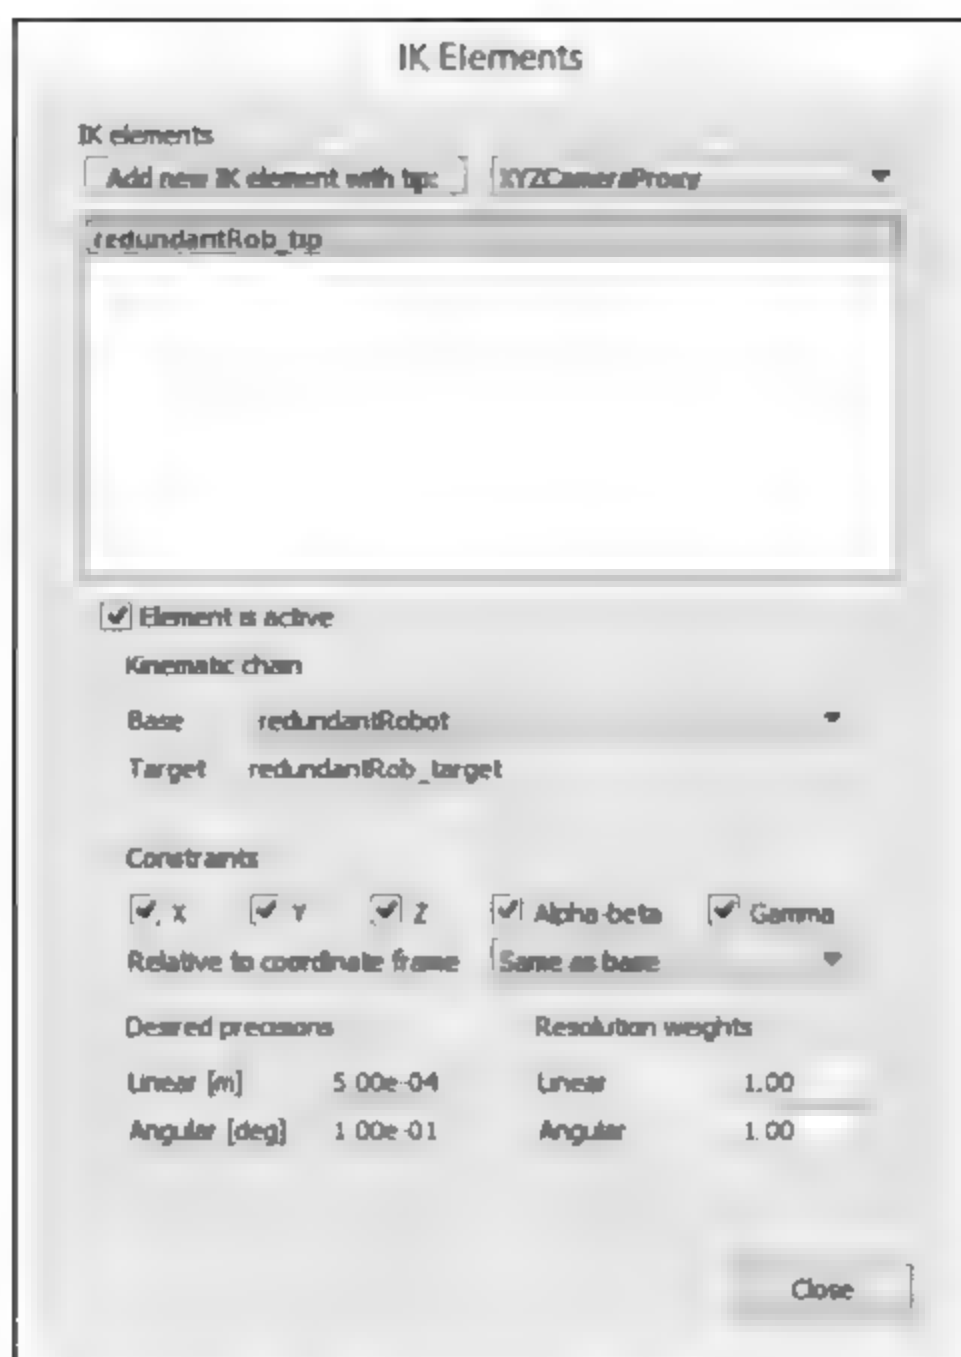 IK Elements
IK elements
Add new IK element with tip: XYZCameraProxy
redundantRob_tip
Element is active
Kinematic chain
Base redundantRobot
Target redundantRob_target
Constraints
X Y Z Alpha-beta Gamma
Relative to coordinate frame Same as base
Desired precisions Resolution weights
Linear [m] 5.00e-04 Linear 1.00
Angular [deg] 1.00e-01 Angular 1.00
Close